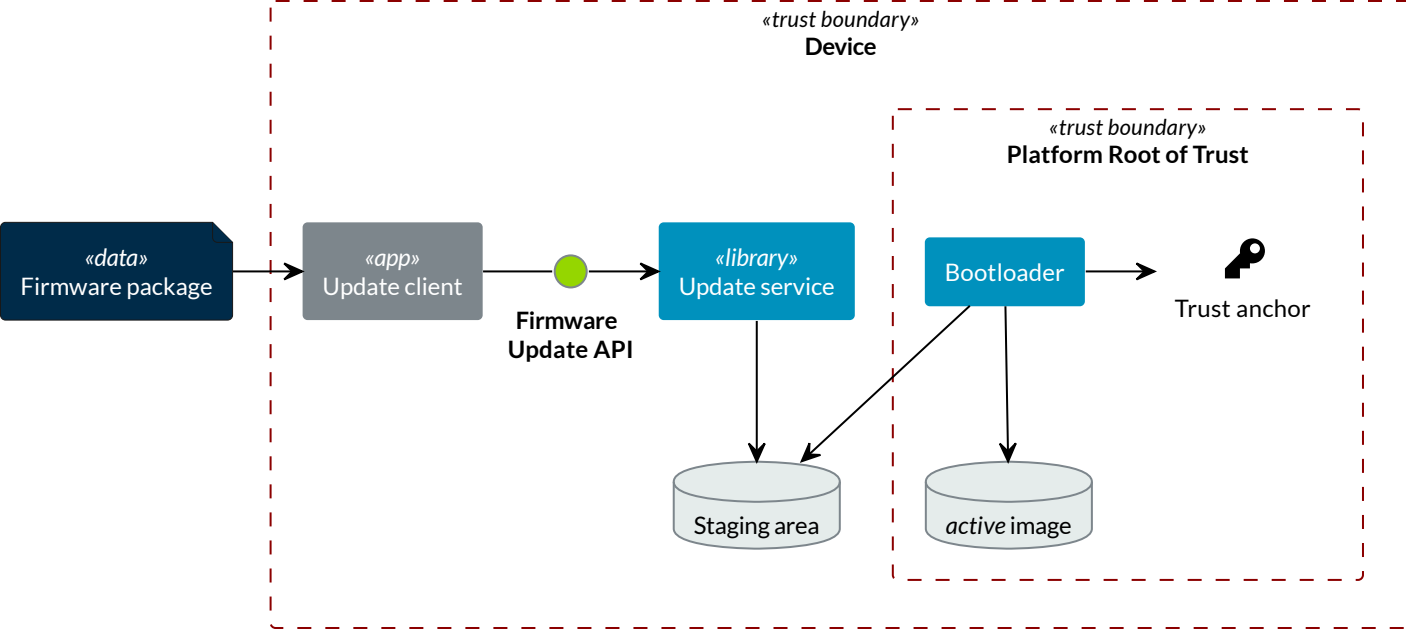 «trust boundary»
Device
«trust boundary»
Platform Root of Trust
«data»
Firmware package
«app»
Update client
Firmware
Update API
«library»
Update service
Bootloader
Trust anchor
Staging area
active image